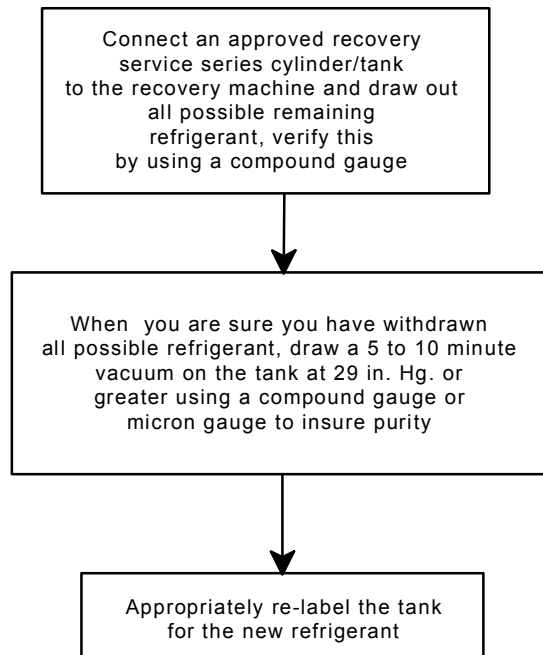 Connect an approved recovery
service series cylinder/tank
to the recovery machine and draw out
all possible remaining
refrigerant, verify this
by using a compound gauge
When you are sure you have withdrawn
all possible refrigerant, draw a 5 to 10 minute
vacuum on the tank at 29 in. Hg. or
greater using a compound gauge or
micron gauge to insure purity
Appropriately re-label the tank
for the new refrigerant